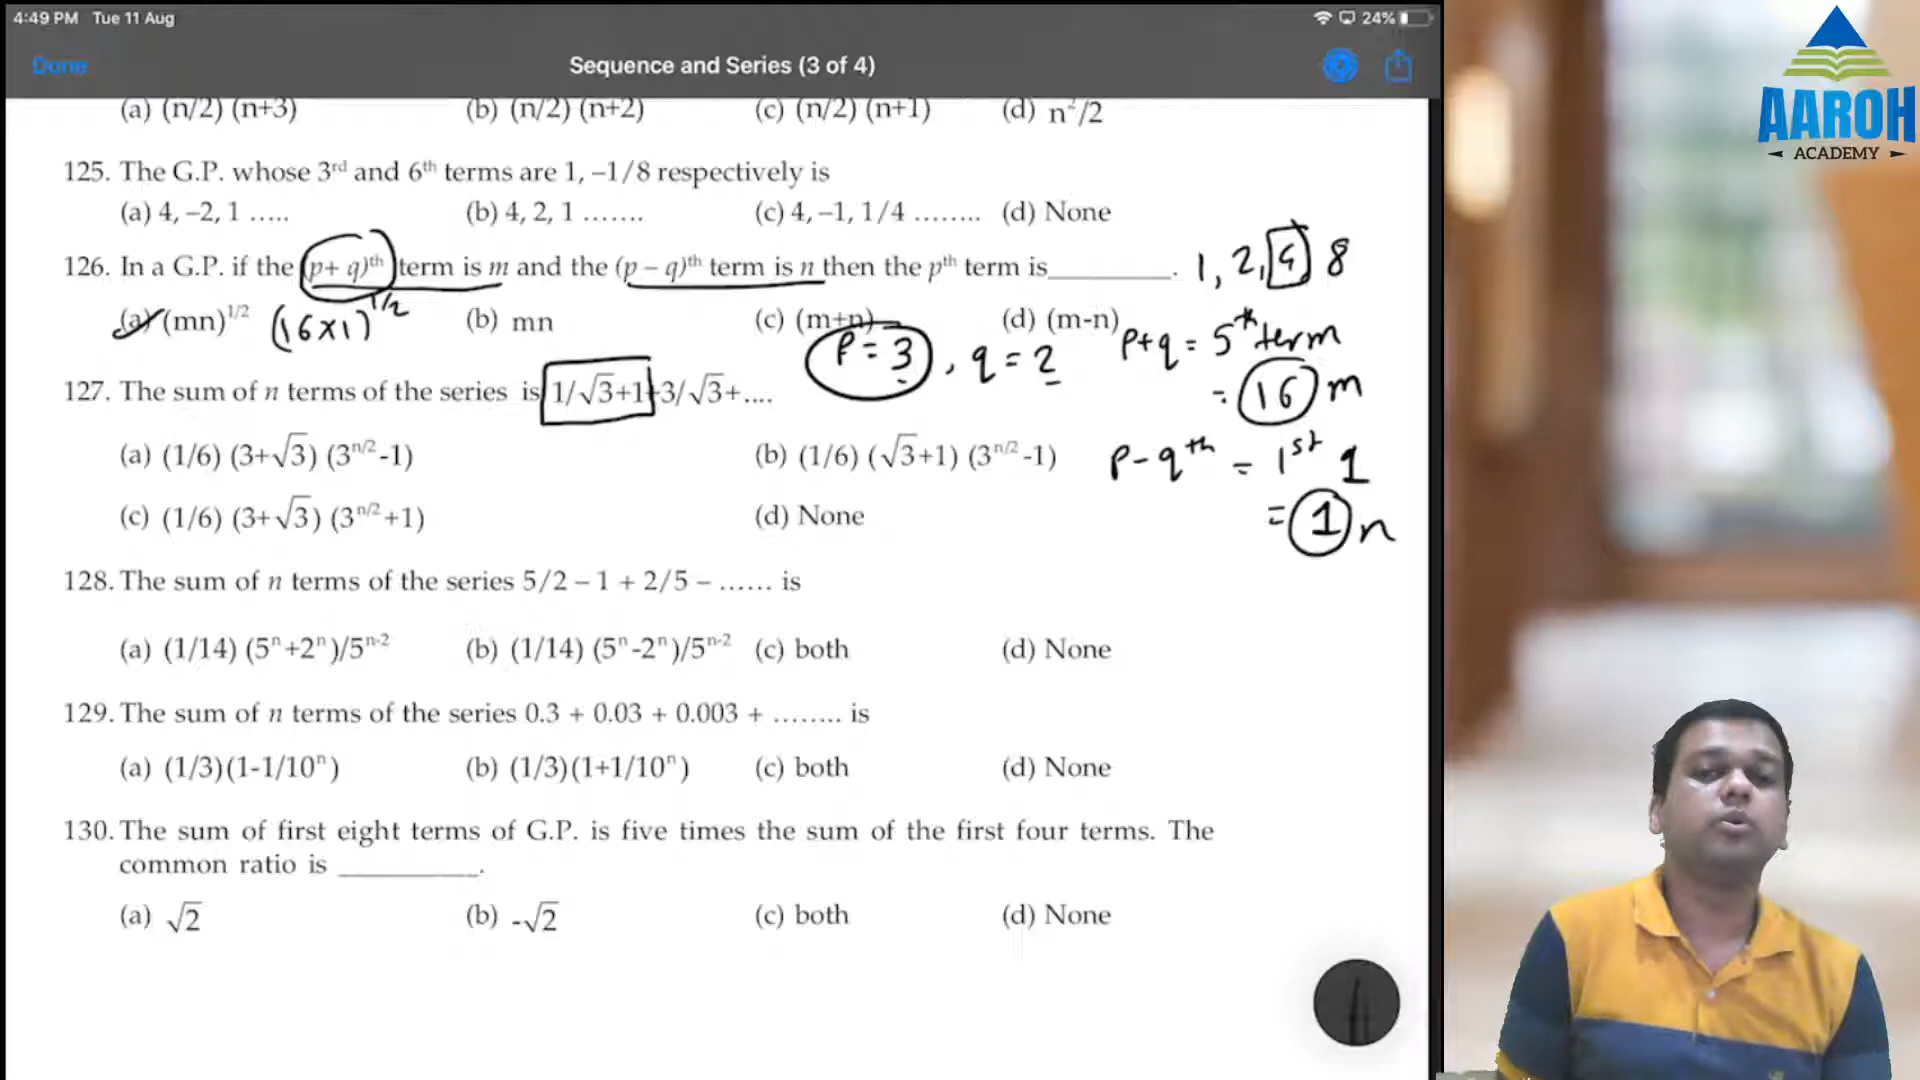 4:49 PM Tue 11 Aug
24%
Done
Sequence and Series (3 of 4)
AAROH
ACADEMY
(a) (n/2) (n+3) (b) (n/2) (n+2) (c) (n/2) (n+1) (d) n²/2
125. The G.P. whose 3rd and 6th terms are 1, –1/8 respectively is
(a) 4, –2, 1 ..... (b) 4, 2, 1 ....... (c) 4, –1, 1/4 ........ (d) None
126. In a G.P. if the (p+ q)th term is m and the (p – q)th term is n then the pth term is_________.
1, 2, 4, 8
(a) (mn)^1/2 (16×1)^1/2 (b) mn (c) (m+n) (d) (m-n)
P = 3, q = 2
P+q = 5th term
= 16 m
127. The sum of n terms of the series is 1/√3+1+3/√3+....
(a) (1/6) (3+√3) (3^n/2 -1) (b) (1/6) (√3+1) (3^n/2 -1)
P-qth = 1st 1
(c) (1/6) (3+√3) (3^n/2 +1) (d) None
= 1 n
128. The sum of n terms of the series 5/2 – 1 + 2/5 – ...... is
(a) (1/14) (5ⁿ+2ⁿ)/5^n-2 (b) (1/14) (5ⁿ-2ⁿ)/5^n-2 (c) both (d) None
129. The sum of n terms of the series 0.3 + 0.03 + 0.003 + ........ is
(a) (1/3)(1-1/10ⁿ) (b) (1/3)(1+1/10ⁿ) (c) both (d) None
130. The sum of first eight terms of G.P. is five times the sum of the first four terms. The
common ratio is _________.
(a) √2 (b) -√2 (c) both (d) None